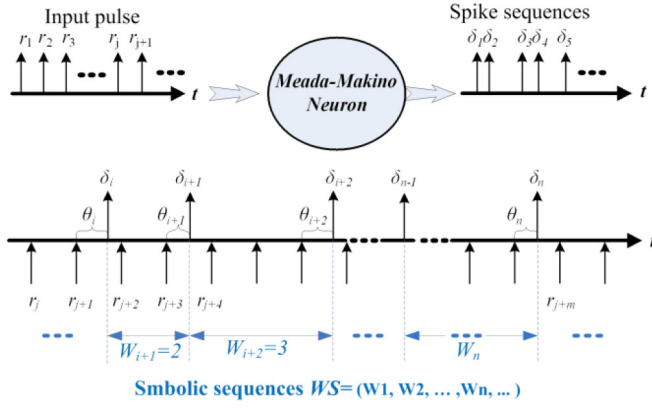 Input pulse
r1 r2 r3 rj rj+1
t
Meada-Makino
Neuron
Spike sequences
δ1 δ2 δ3 δ4 δ5
t
δi δi+1 δi+2 δn-1 δn
θi θi+1 θi+2 θn
t
rj rj+1 rj+2 rj+3 rj+4 rj+m
Wi+1=2 Wi+2=3 Wn
Smbolic sequences WS= (W1, W2, ... ,Wn, ... )